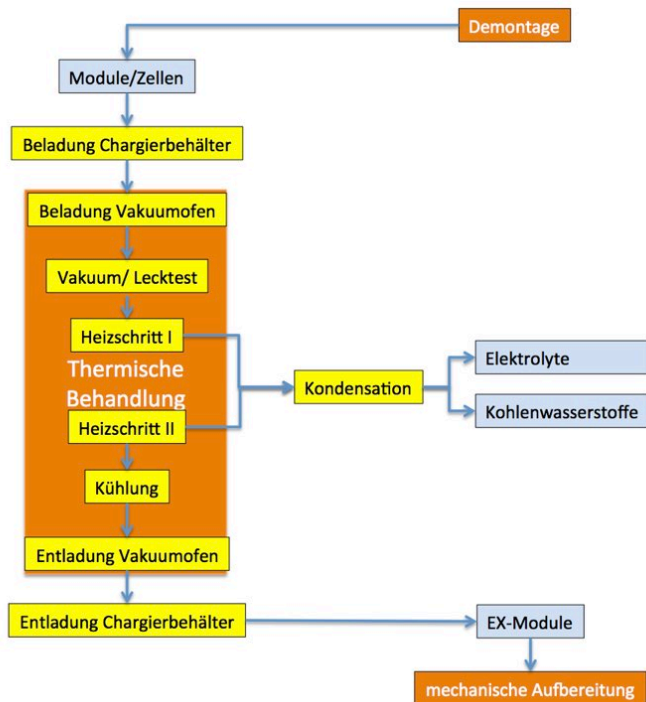 Demontage
Module/Zellen
Beladung Chargierbehälter
Beladung Vakuumofen
Vakuum/ Lecktest
Heizschritt I
Thermische
Behandlung
Heizschritt II
Kühlung
Entladung Vakuumofen
Entladung Chargierbehälter
Kondensation
Elektrolyte
Kohlenwasserstoffe
EX-Module
mechanische Aufbereitung